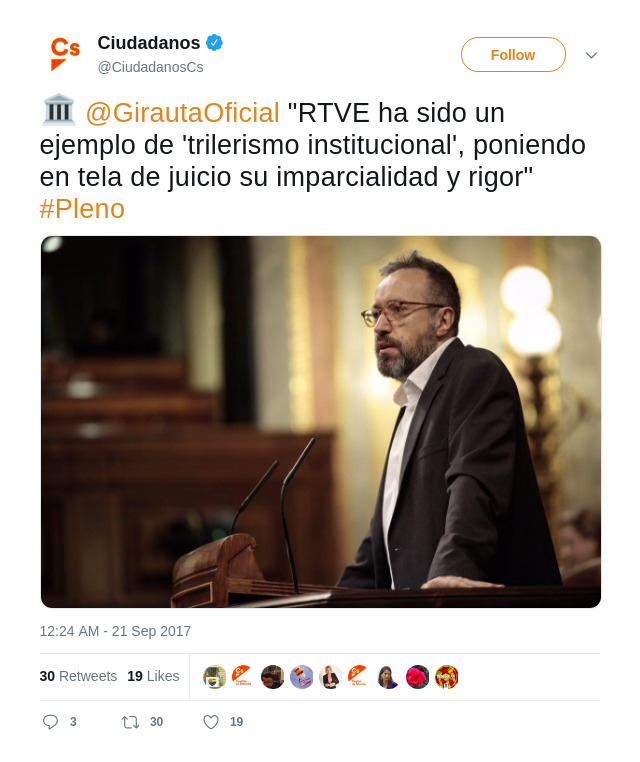 Cs
Ciudadanos
@CiudadanosCs
Follow
@GirautaOficial "RTVE ha sido un
ejemplo de 'trilerismo institucional', poniendo
en tela de juicio su imparcialidad y rigor"
#Pleno
12:24 AM - 21 Sep 2017
30 Retweets 19 Likes
3 30 19